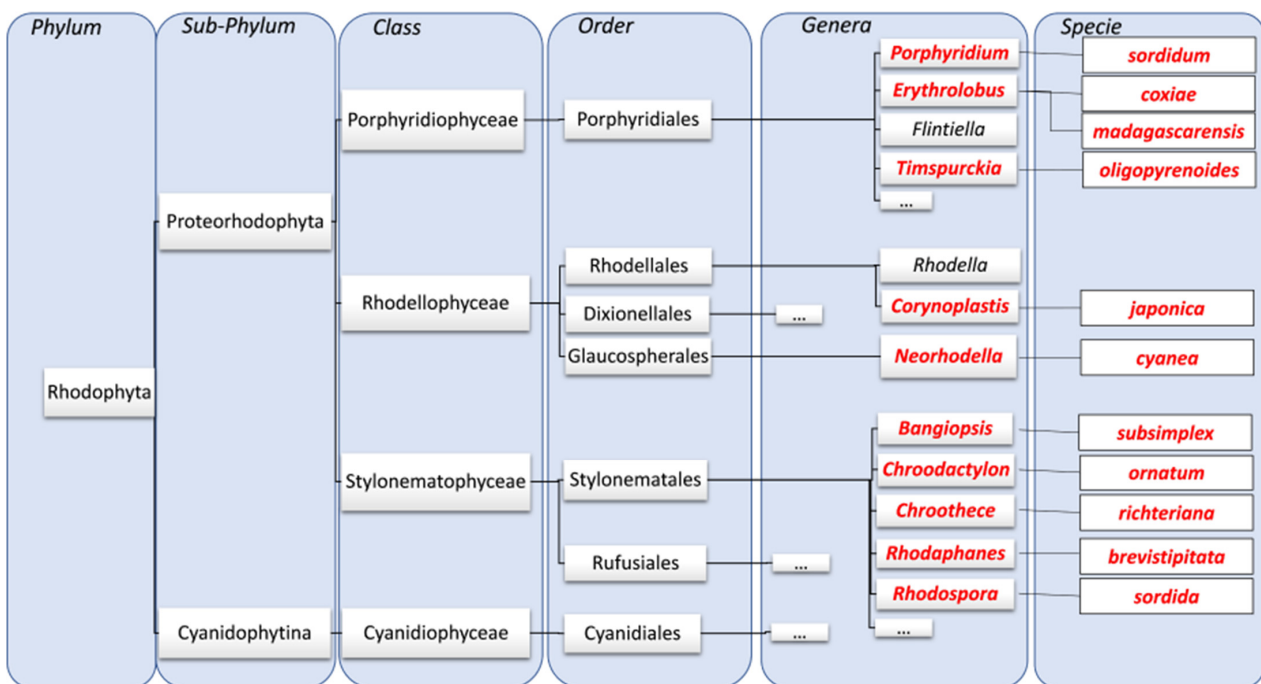 Phylum
Sub-Phylum
Class
Order
Genera
Specie
Porphyridium
sordidum
Erythrolobus
coxiae
Porphyridiophyceae
Porphyridiales
Flintiella
madagascarensis
Timspurckia
oligopyrenoides
...
Proteorhodophyta
Rhodellales
Rhodella
Rhodellophyceae
Corynoplastis
japonica
Dixionellales
...
Glaucospherales
Neorhodella
cyanea
Rhodophyta
Bangiopsis
subsimplex
Chroodactylon
ornatum
Stylonematophyceae
Stylonematales
Chroothece
richteriana
Rhodaphanes
brevistipitata
Rufusiales
...
Rhodospora
sordida
...
Cyanidophytina
Cyanidiophyceae
Cyanidiales
...